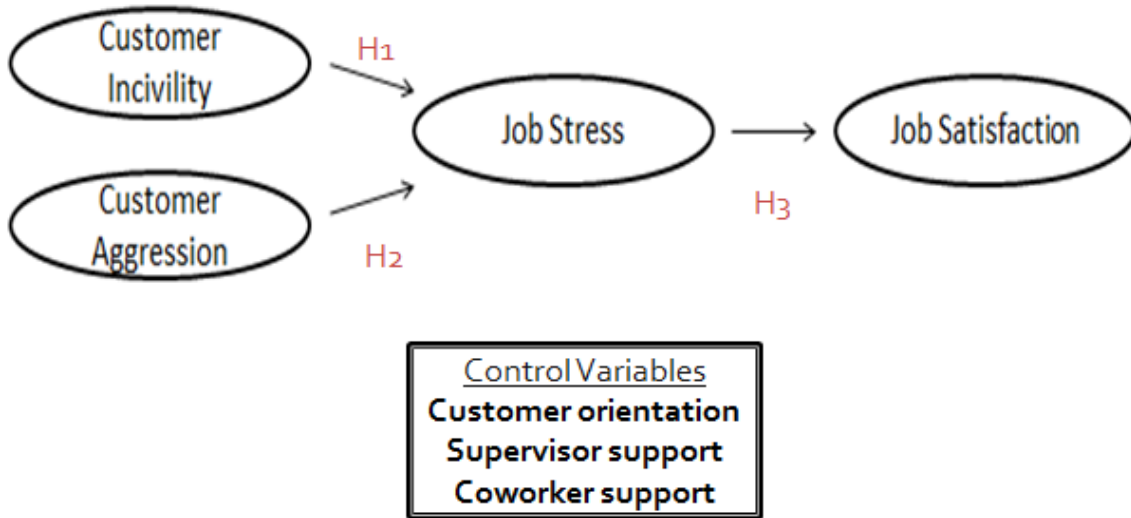 Customer
Incivility
H1
Job Stress
Job Satisfaction
Customer
Aggression
H2
H3
Control Variables
Customer orientation
Supervisor support
Coworker support